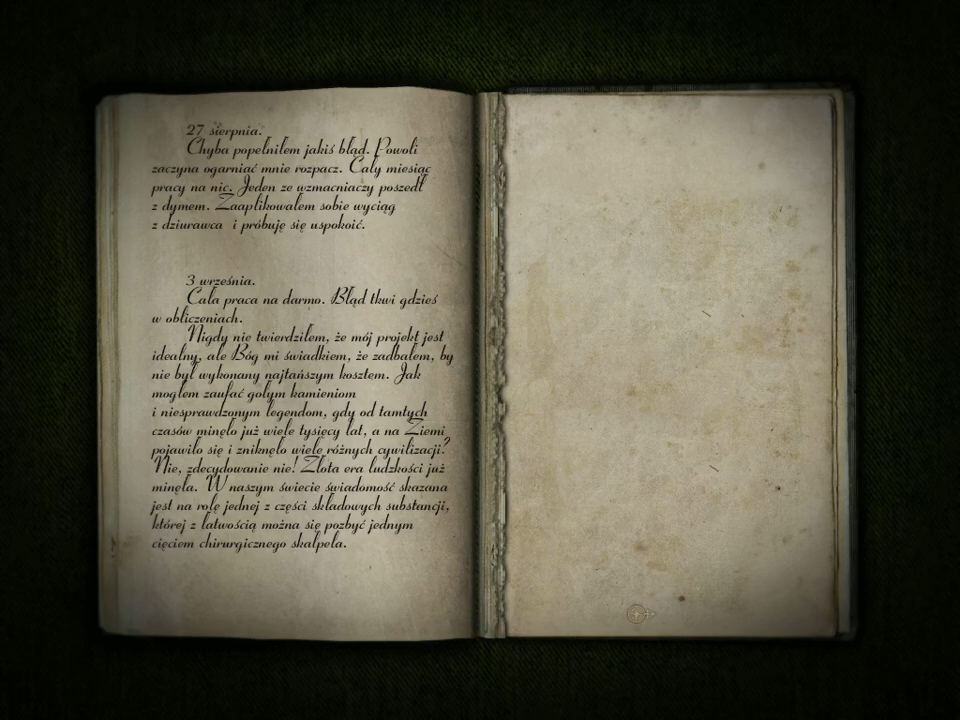 27 sierpnia.
Chyba popełniłem jakiś błąd. Powoli
zaczyna ogarniać mnie rozpacz. Cały miesiąc
pracy na nic. Jeden ze wzmacniaczy poszedł
z dymem. Zaaplikowałem sobie wyciąg
z dziurawca i próbuję się uspokoić.
3 września.
Cała praca na darmo. Błąd tkwi gdzieś
w obliczeniach.
Nigdy nie twierdziłem, że mój projekt jest
idealny, ale Bóg mi świadkiem, że zadbałem, by
nie był wykonany najtańszym kosztem. Jak
mogłem zaufać gołym kamieniom
i niesprawdzonym legendom, gdy od tamtych
czasów minęło już wiele tysięcy lat, a na Ziemi
pojawiło się i zniknęło wiele różnych cywilizacji?
Nie, zdecydowanie nie! Złota era ludzkości już
minęła. W naszym świecie świadomość skazana
jest na rolę jednej z części składowych substancji,
której z łatwością można się pozbyć jednym
cięciem chirurgicznego skalpela.